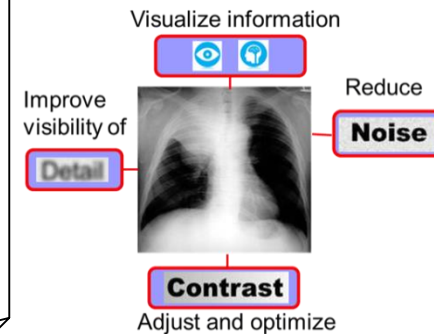 Visualize information
Improve
visibility of
Detail
Reduce
Noise
Contrast
Adjust and optimize